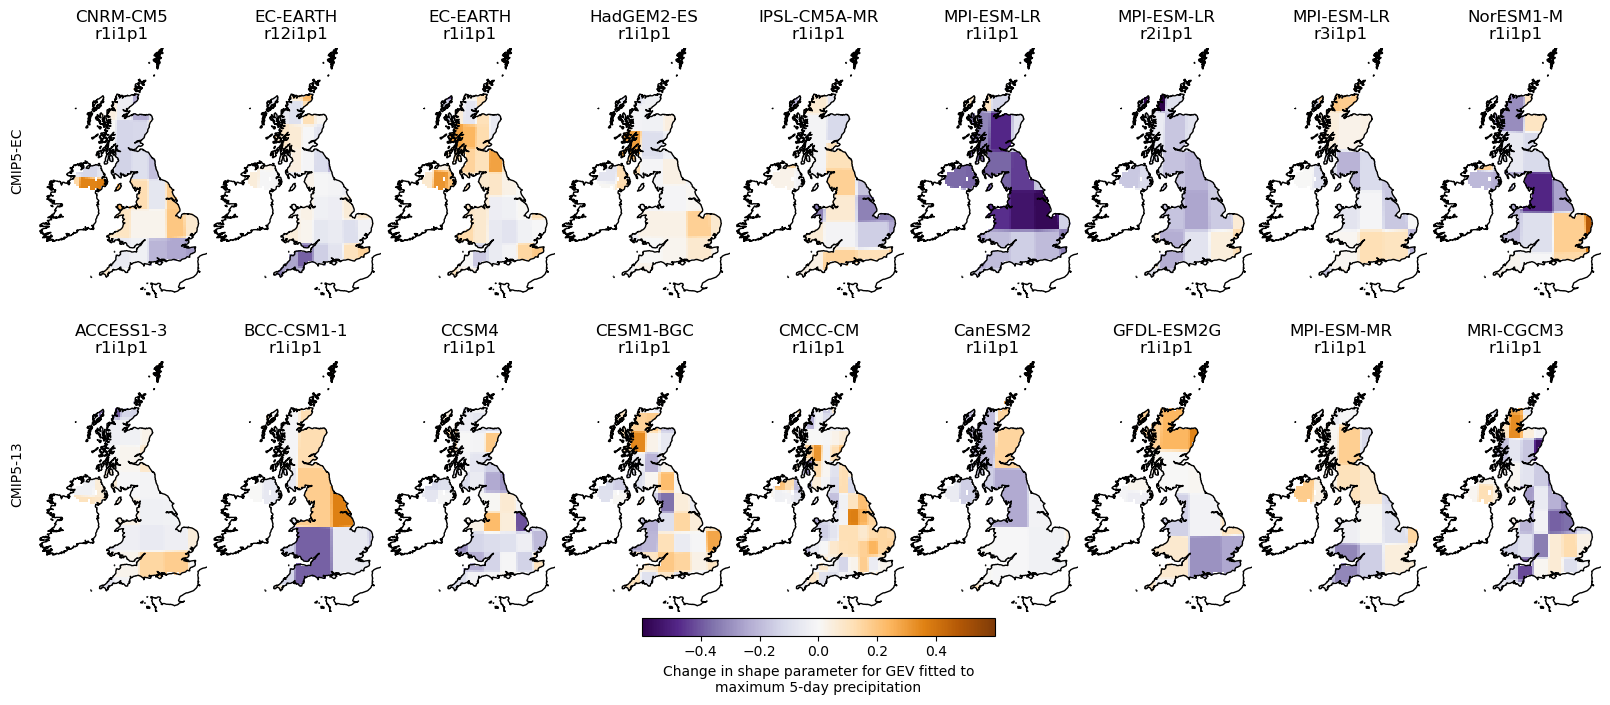 CNRM-CM5
r1i1p1
EC-EARTH
r12i1p1
EC-EARTH
r1i1p1
HadGEM2-ES
r1i1p1
IPSL-CM5A-MR
r1i1p1
MPI-ESM-LR
r1i1p1
MPI-ESM-LR
r2i1p1
MPI-ESM-LR
r3i1p1
NorESM1-M
r1i1p1
CMIP5-EC
ACCESS1-3
r1i1p1
BCC-CSM1-1
r1i1p1
CCSM4
r1i1p1
CESM1-BGC
r1i1p1
CMCC-CM
r1i1p1
CanESM2
r1i1p1
GFDL-ESM2G
r1i1p1
MPI-ESM-MR
r1i1p1
MRI-CGCM3
r1i1p1
CMIP5-13
−0.4 −0.2 0.0 0.2 0.4
Change in shape parameter for GEV fitted to
maximum 5-day precipitation